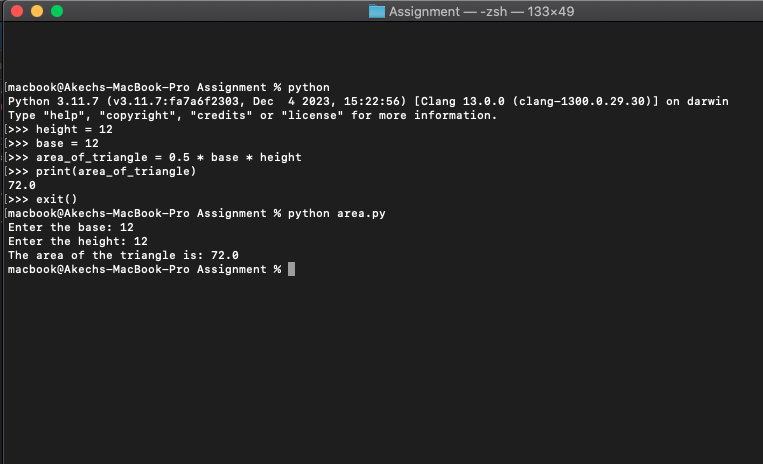 Assignment — -zsh — 133×49
[macbook@Akechs-MacBook-Pro Assignment % python
Python 3.11.7 (v3.11.7:fa7a6f2303, Dec  4 2023, 15:22:56) [Clang 13.0.0 (clang-1300.0.29.30)] on darwin
Type "help", "copyright", "credits" or "license" for more information.
[>>> height = 12
[>>> base = 12
[>>> area_of_triangle = 0.5 * base * height
[>>> print(area_of_triangle)
72.0
[>>> exit()
[macbook@Akechs-MacBook-Pro Assignment % python area.py
Enter the base: 12
Enter the height: 12
The area of the triangle is: 72.0
macbook@Akechs-MacBook-Pro Assignment %